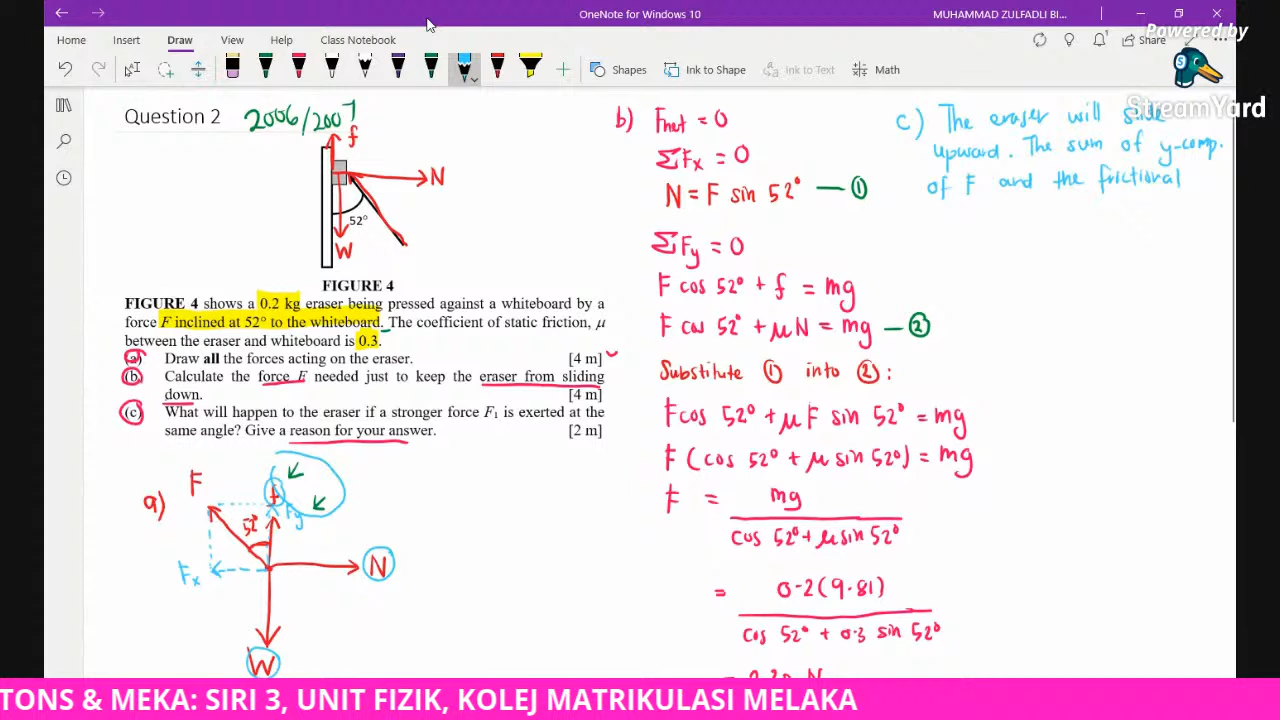 OneNote for Windows 10
MUHAMMAD ZULFADLI BI...
Powered by
StreamYard
Home Insert Draw View Help Class Notebook
Share
Shapes
Ink to Shape
Ink to Text
Math
Question 2
2006/2007
f
N
52°
W
FIGURE 4
FIGURE 4 shows a 0.2 kg eraser being pressed against a whiteboard by a
force F inclined at 52° to the whiteboard. The coefficient of static friction, μ
between the eraser and whiteboard is 0.3.
(a) Draw all the forces acting on the eraser. [4 m]
(b) Calculate the force F needed just to keep the eraser from sliding
down. [4 m]
(c) What will happen to the eraser if a stronger force F₁ is exerted at the
same angle? Give a reason for your answer. [2 m]
a)
F
f
Fy
52°
Fx
N
W
b) Fnet = 0
ΣFx = 0
N = F sin 52° — ①
ΣFy = 0
F cos 52° + f = mg
F cos 52° + μN = mg — ②
Substitute ① into ②:
F cos 52° + μ F sin 52° = mg
F (cos 52° + μ sin 52°) = mg
F = mg
cos 52° + μ sin 52°
= 0.2(9.81)
cos 52° + 0.3 sin 52°
c) The eraser will slide
upward. The sum of y-comp.
of F and the frictional
TONS & MEKA: SIRI 3, UNIT FIZIK, KOLEJ MATRIKULASI MELAKA